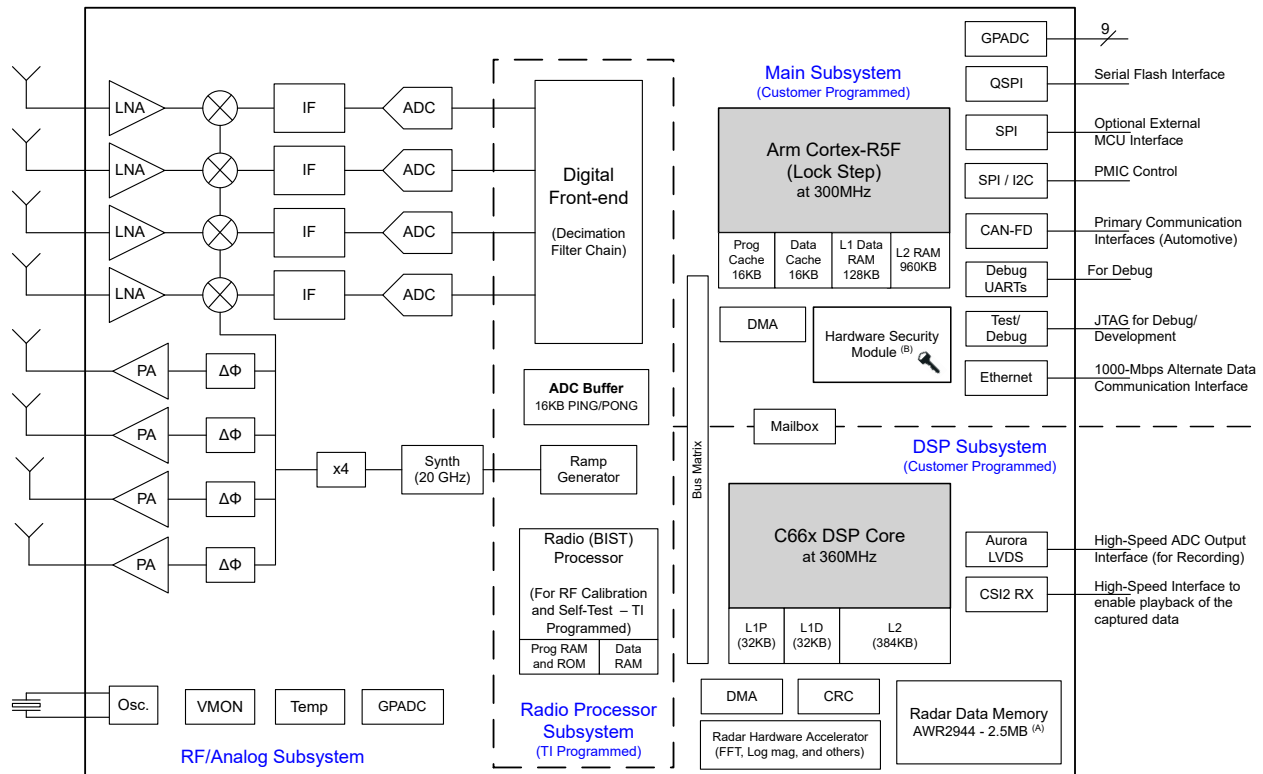 GPADC
9
Main Subsystem
(Customer Programmed)
QSPI
Serial Flash Interface
SPI
Optional External
MCU Interface
SPI / I2C
PMIC Control
CAN-FD
Primary Communication
Interfaces (Automotive)
Debug
UARTs
For Debug
Test/
Debug
JTAG for Debug/
Development
Ethernet
1000-Mbps Alternate Data
Communication Interface
LNA
IF
ADC
LNA
IF
ADC
LNA
IF
ADC
LNA
IF
ADC
Digital
Front-end
(Decimation
Filter Chain)
Arm Cortex-R5F
(Lock Step)
at 300MHz
Prog
Cache
16KB
Data
Cache
16KB
L1 Data
RAM
128KB
L2 RAM
960KB
DMA
Hardware Security
Module (B)
PA
ΔΦ
PA
ΔΦ
PA
ΔΦ
PA
ΔΦ
x4
Synth
(20 GHz)
ADC Buffer
16KB PING/PONG
Ramp
Generator
Bus Matrix
Mailbox
DSP Subsystem
(Customer Programmed)
C66x DSP Core
at 360MHz
L1P
(32KB)
L1D
(32KB)
L2
(384KB)
Aurora
LVDS
High-Speed ADC Output
Interface (for Recording)
CSI2 RX
High-Speed Interface to
enable playback of the
captured data
Radio (BIST)
Processor
(For RF Calibration
and Self-Test – TI
Programmed)
Prog RAM
and ROM
Data
RAM
Osc.
VMON
Temp
GPADC
RF/Analog Subsystem
Radio Processor
Subsystem
(TI Programmed)
DMA
CRC
Radar Hardware Accelerator
(FFT, Log mag, and others)
Radar Data Memory
AWR2944 - 2.5MB (A)